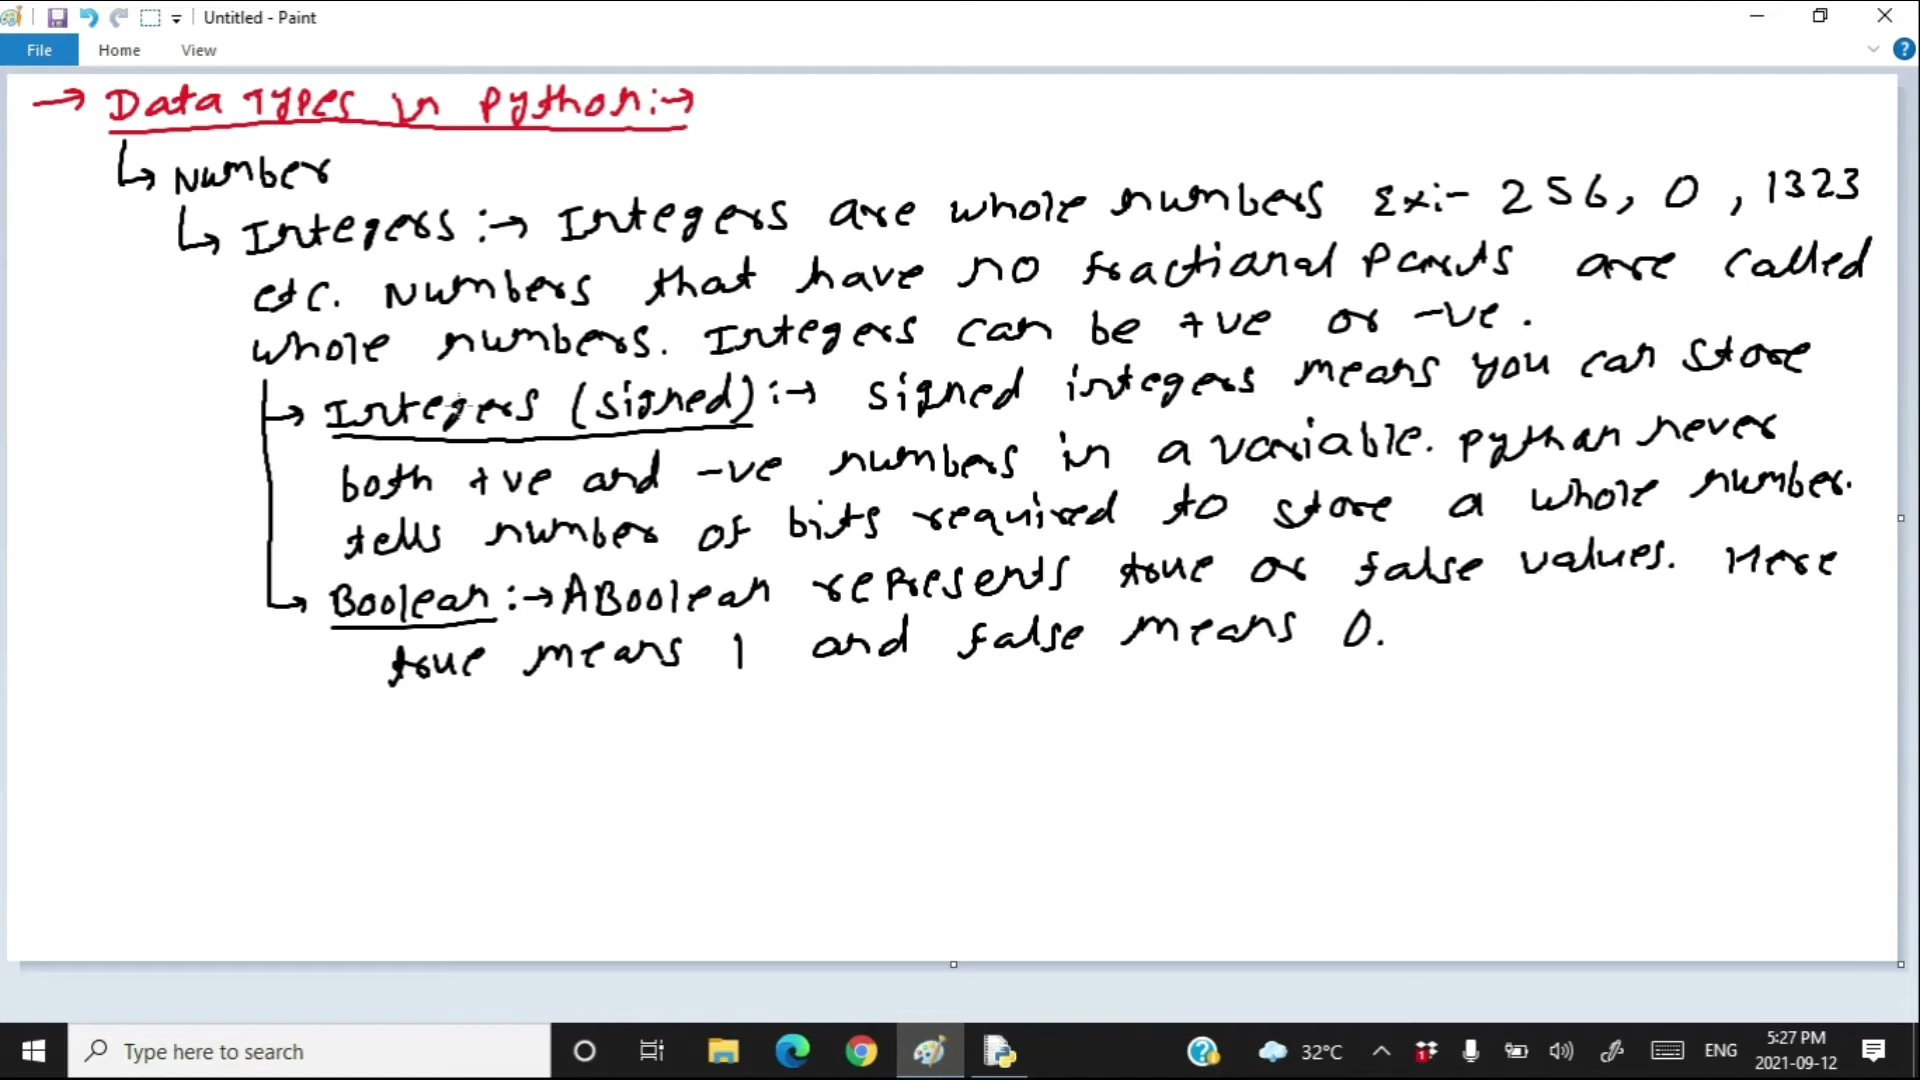 Untitled - Paint
File Home View
→ Data Types in Python:→
Number
Integers:→ Integers are whole numbers Ex:- 256, 0, 1323
etc. Numbers that have no fractional Parts are called
whole numbers. Integers can be +ve or -ve.
Integers (signed):→ signed integers means you can store
both +ve and -ve numbers in a variable. Python never
tells number of bits required to store a whole number.
Boolean:→ A Boolean represents true or false values. Here
true means 1 and false means 0.
Type here to search
32°C
ENG
5:27 PM
2021-09-12